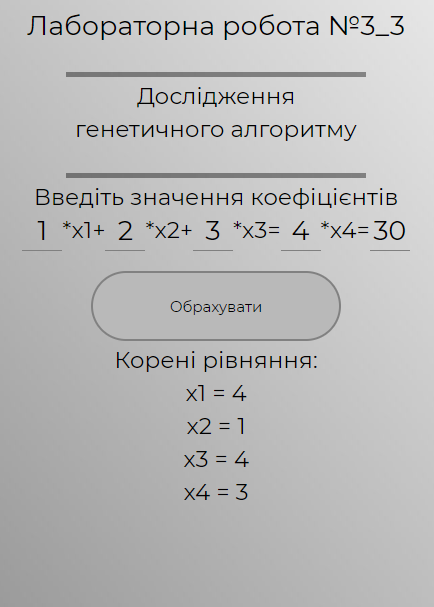 Лабораторна робота №3_3
Дослідження
генетичного алгоритму
Введіть значення коефіцієнтів
1 *x1+ 2 *x2+ 3 *x3= 4 *x4= 30
Обрахувати
Корені рівняння:
x1 = 4
x2 = 1
x3 = 4
x4 = 3